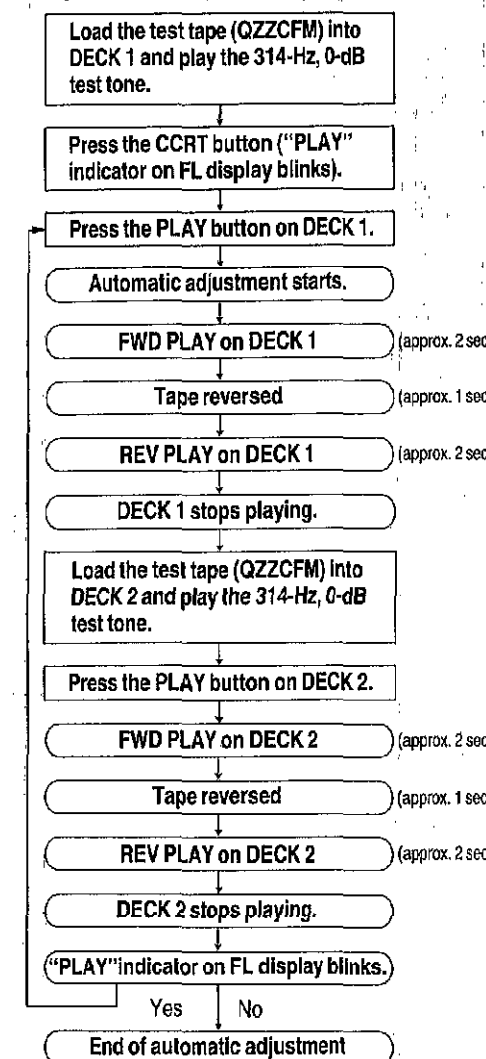 Load the test tape (QZZCFM) into
DECK 1 and play the 314-Hz, 0-dB
test tone.
Press the CCRT button ("PLAY"
indicator on FL display blinks).
Press the PLAY button on DECK 1.
Automatic adjustment starts.
FWD PLAY on DECK 1 (approx. 2 sec
Tape reversed (approx. 1 sec
REV PLAY on DECK 1 (approx. 2 sec
DECK 1 stops playing.
Load the test tape (QZZCFM) into
DECK 2 and play the 314-Hz, 0-dB
test tone.
Press the PLAY button on DECK 2.
FWD PLAY on DECK 2 (approx. 2 sec
Tape reversed (approx. 1 sec
REV PLAY on DECK 2 (approx. 2 sec
DECK 2 stops playing.
"PLAY" indicator on FL display blinks.
Yes No
End of automatic adjustment